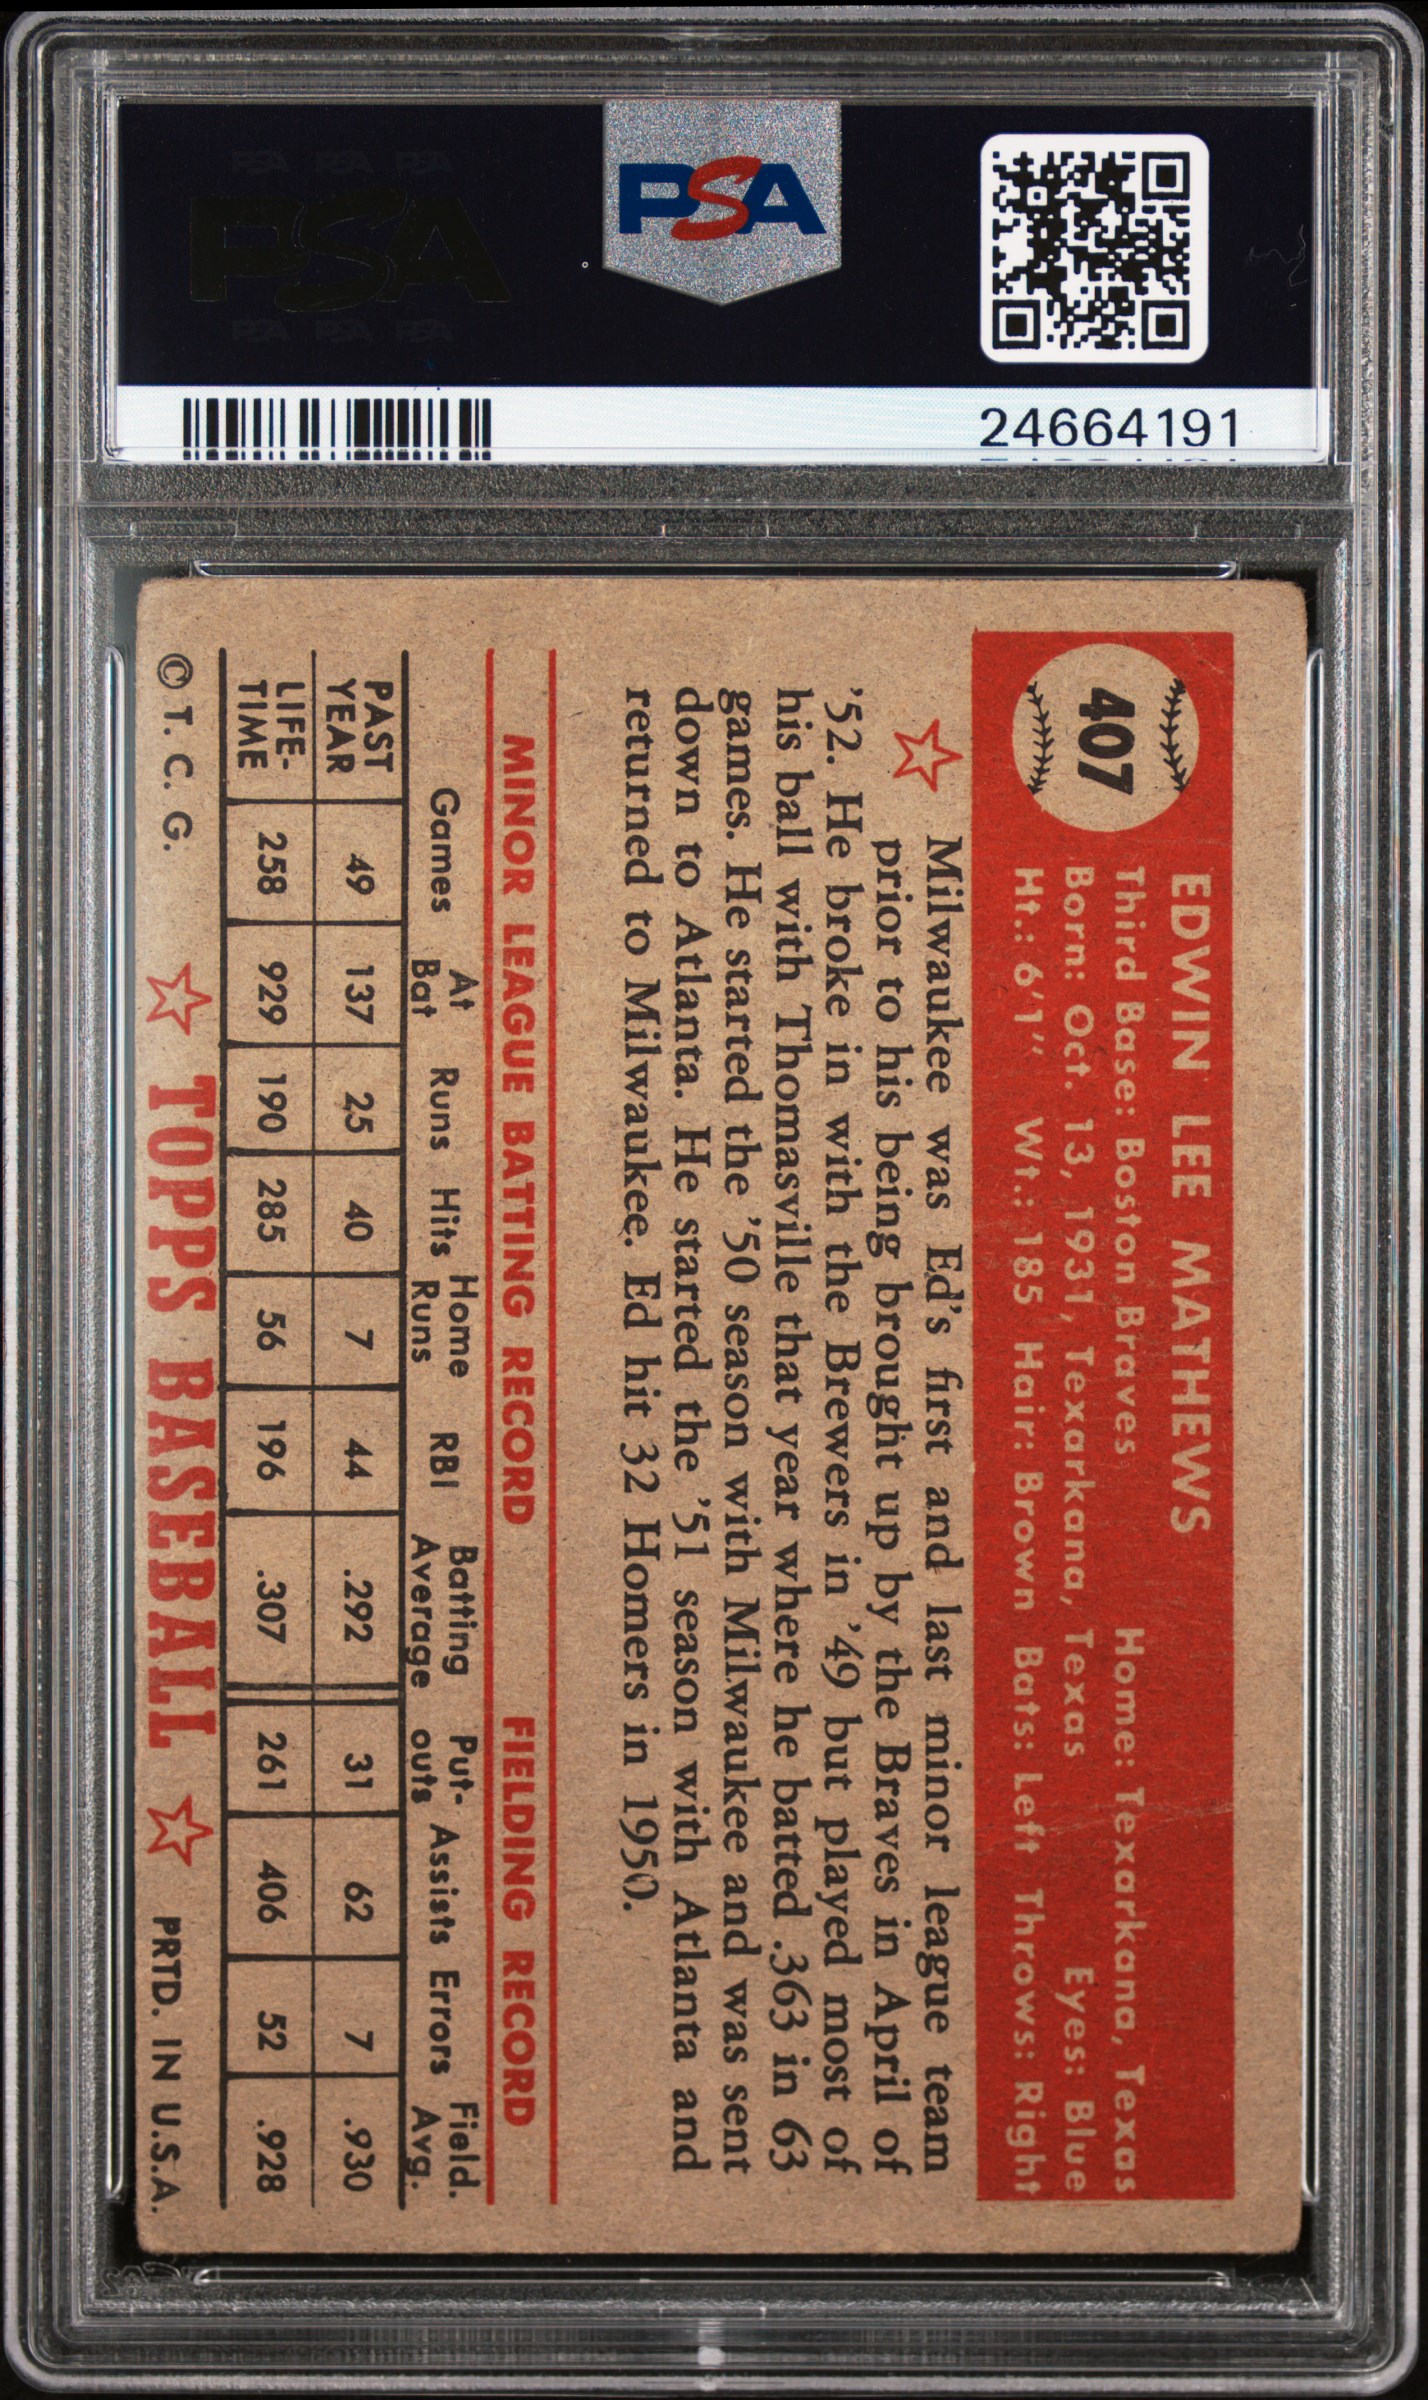 PSA PSA PSA
PSA
PSA PSA PSA
PSA
24664191
407
EDWIN LEE MATHEWS
Third Base: Boston Braves Home: Texarkana, Texas
Born: Oct. 13, 1931, Texarkana, Texas Eyes: Blue
Ht.: 6'1" Wt.: 185 Hair: Brown Bats: Left Throws: Right
Milwaukee was Ed's first and last minor league team
prior to his being brought up by the Braves in April of
'52. He broke in with the Brewers in '49 but played most of
his ball with Thomasville that year where he batted .363 in 63
games. He started the '50 season with Milwaukee and was sent
down to Atlanta. He started the '51 season with Atlanta and
returned to Milwaukee. Ed hit 32 Homers in 1950.
MINOR LEAGUE BATTING RECORD FIELDING RECORD
Games At Bat Runs Hits Home Runs RBI Batting Average Put-outs Assists Errors Field. Avg.
PAST YEAR 49 137 25 40 7 44 .292 31 62 7 .930
LIFE-TIME 258 929 190 285 56 196 .307 261 406 52 .928
© T. C. G. TOPPS BASEBALL PRTD. IN U.S.A.